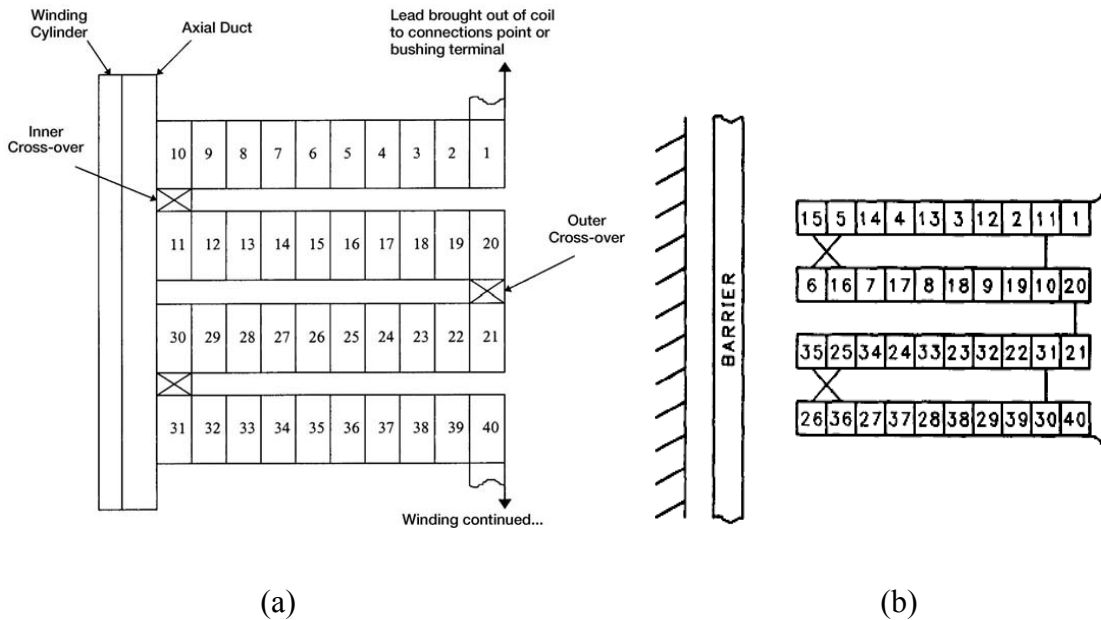 Winding
Cylinder
Axial Duct
Lead brought out of coil
to connections point or
bushing terminal
Inner
Cross-over
10 9 8 7 6 5 4 3 2 1
11 12 13 14 15 16 17 18 19 20
Outer
Cross-over
30 29 28 27 26 25 24 23 22 21
31 32 33 34 35 36 37 38 39 40
Winding continued...
BARRIER
15 5 14 4 13 3 12 2 11 1
6 16 7 17 8 18 9 19 10 20
35 25 34 24 33 23 32 22 31 21
26 36 27 37 28 38 29 39 30 40
(a)
(b)